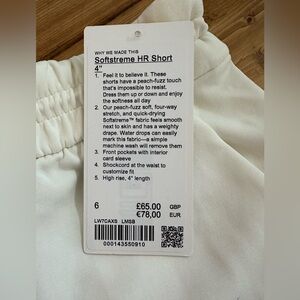 WHY WE MADE THIS
Softstreme HR Short
4"
1. Feel it to believe it. These
shorts have a peach-fuzz touch
that's impossible to resist.
Dress them up or down and enjoy
the softness all day
2. Our peach-fuzz soft, four-way
stretch, and quick-drying
Softstreme™ fabric feels smooth
next to skin and has a weighty
drape. Water drops can easily
mark this fabric – a simple
machine wash will remove them
3. Front pockets with interior
card sleeve
4. Shockcord at the waist to
customize fit
5. High rise, 4" length
6 £65.00 GBP
€78,00 EUR
LW7CAXS LMSB
000143550910